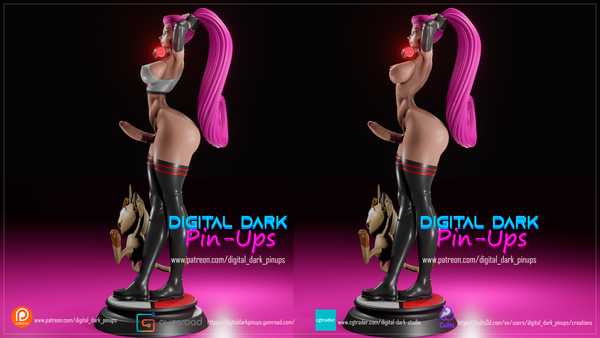 DIGITAL DARK
Pin-Ups
www.patreon.com/digital_dark_pinups
DIGITAL DARK
Pin-Ups
www.patreon.com/digital_dark_pinups
www.patreon.com/digital_dark_pinups
https://digitaldarkpinups.gumroad.com/
cgtrader
www.cgtrader.com/digital-dark-studio
Cults